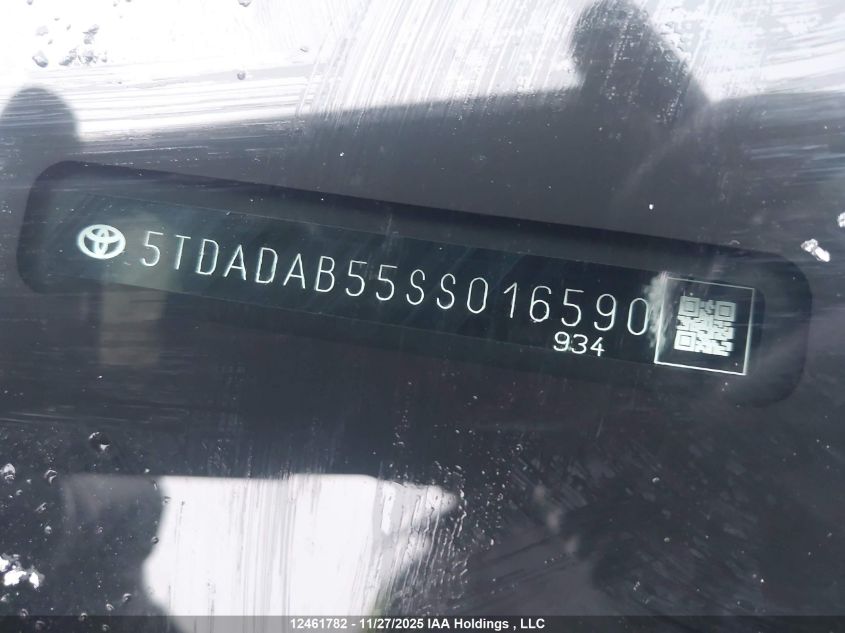 5TDADAB55SS016590
934
12461782 - 11/27/2025 IAA Holdings , LLC